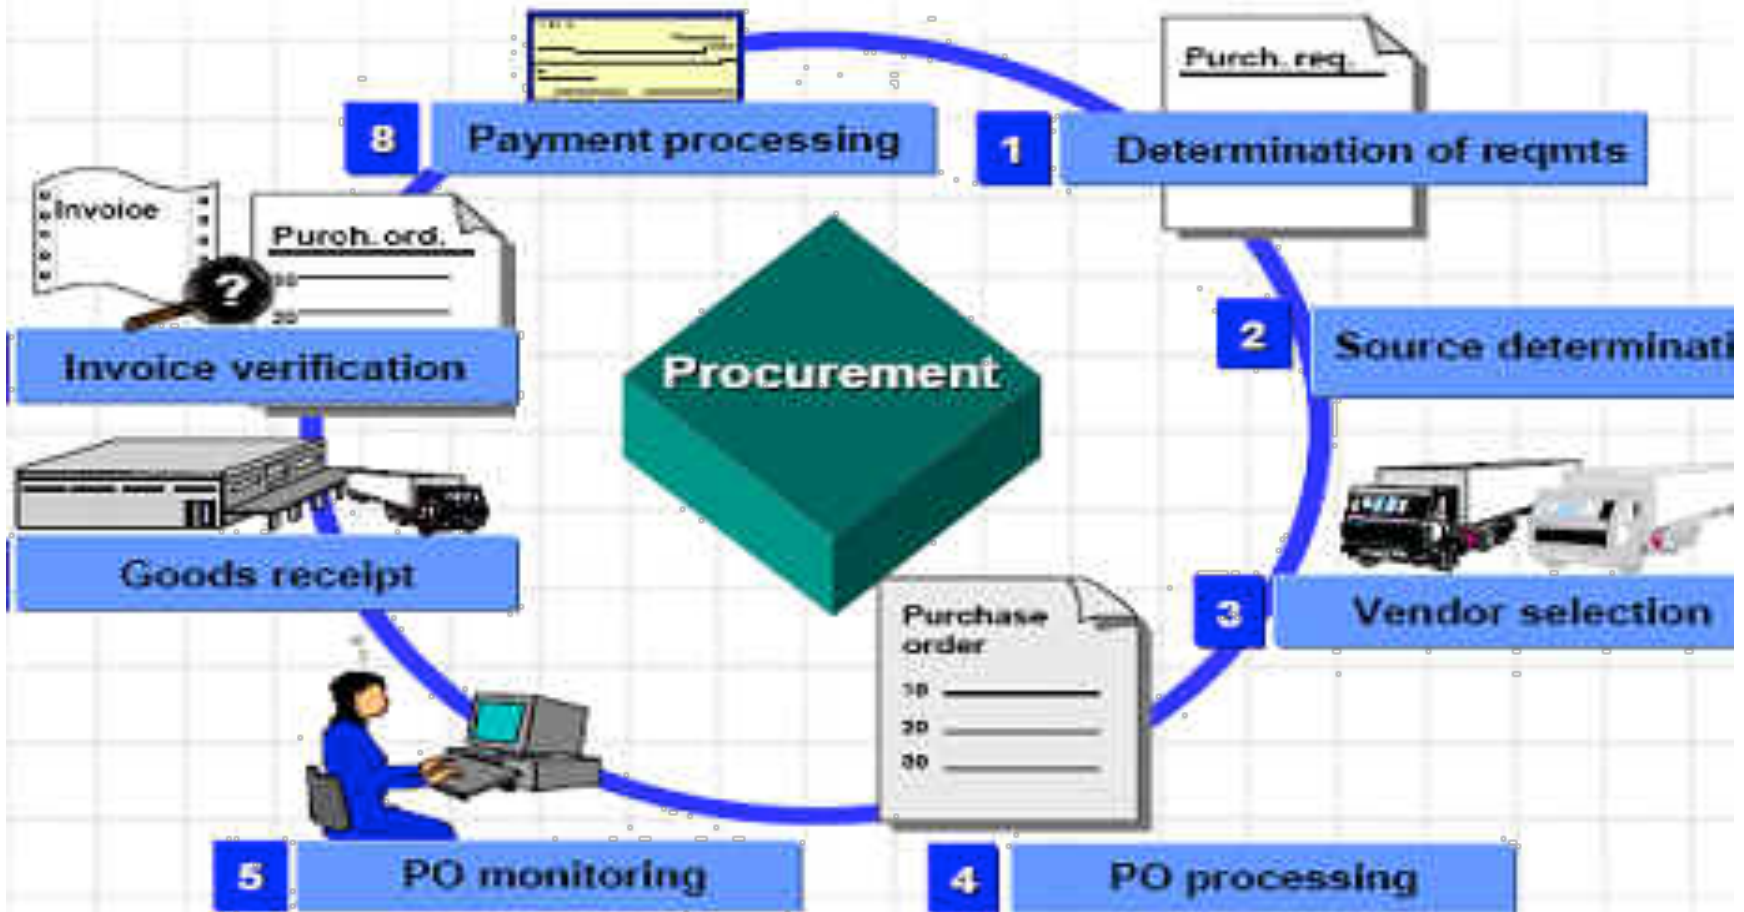 Purch. req.
8
Payment processing
1
Determination of reqmts
Invoice
Purch. ord.
?
20
2
Source determinati
Invoice verification
Procurement
Goods receipt
3
Vendor selection
Purchase
order
10
20
30
5
PO monitoring
4
PO processing